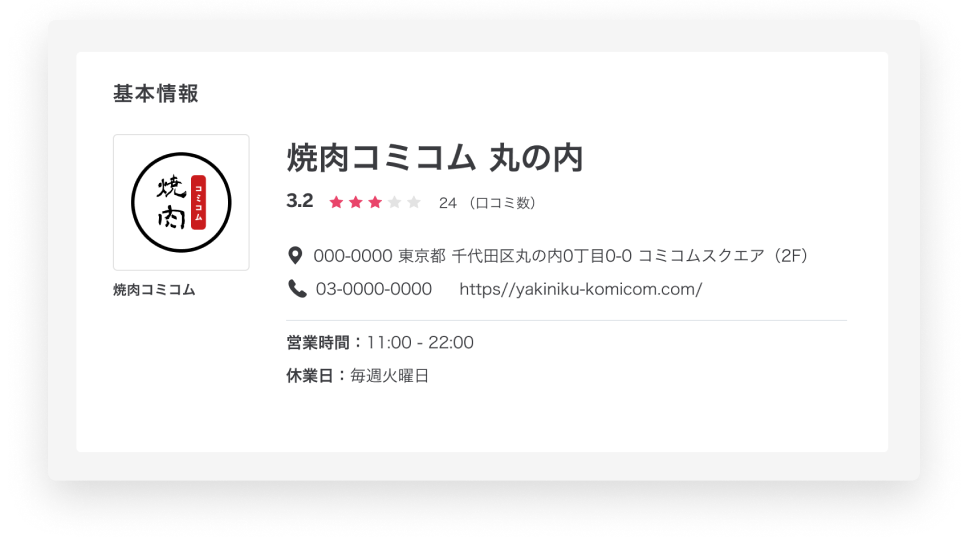 基本情報
焼肉
コミコム
焼肉コミコム
焼肉コミコム 丸の内
3.2 ★★★★★ 24 （口コミ数）
000-0000 東京都 千代田区丸の内0丁目0-0 コミコムスクエア（2F）
03-0000-0000 https//yakiniku-komicom.com/
営業時間：11:00 - 22:00
休業日：毎週火曜日